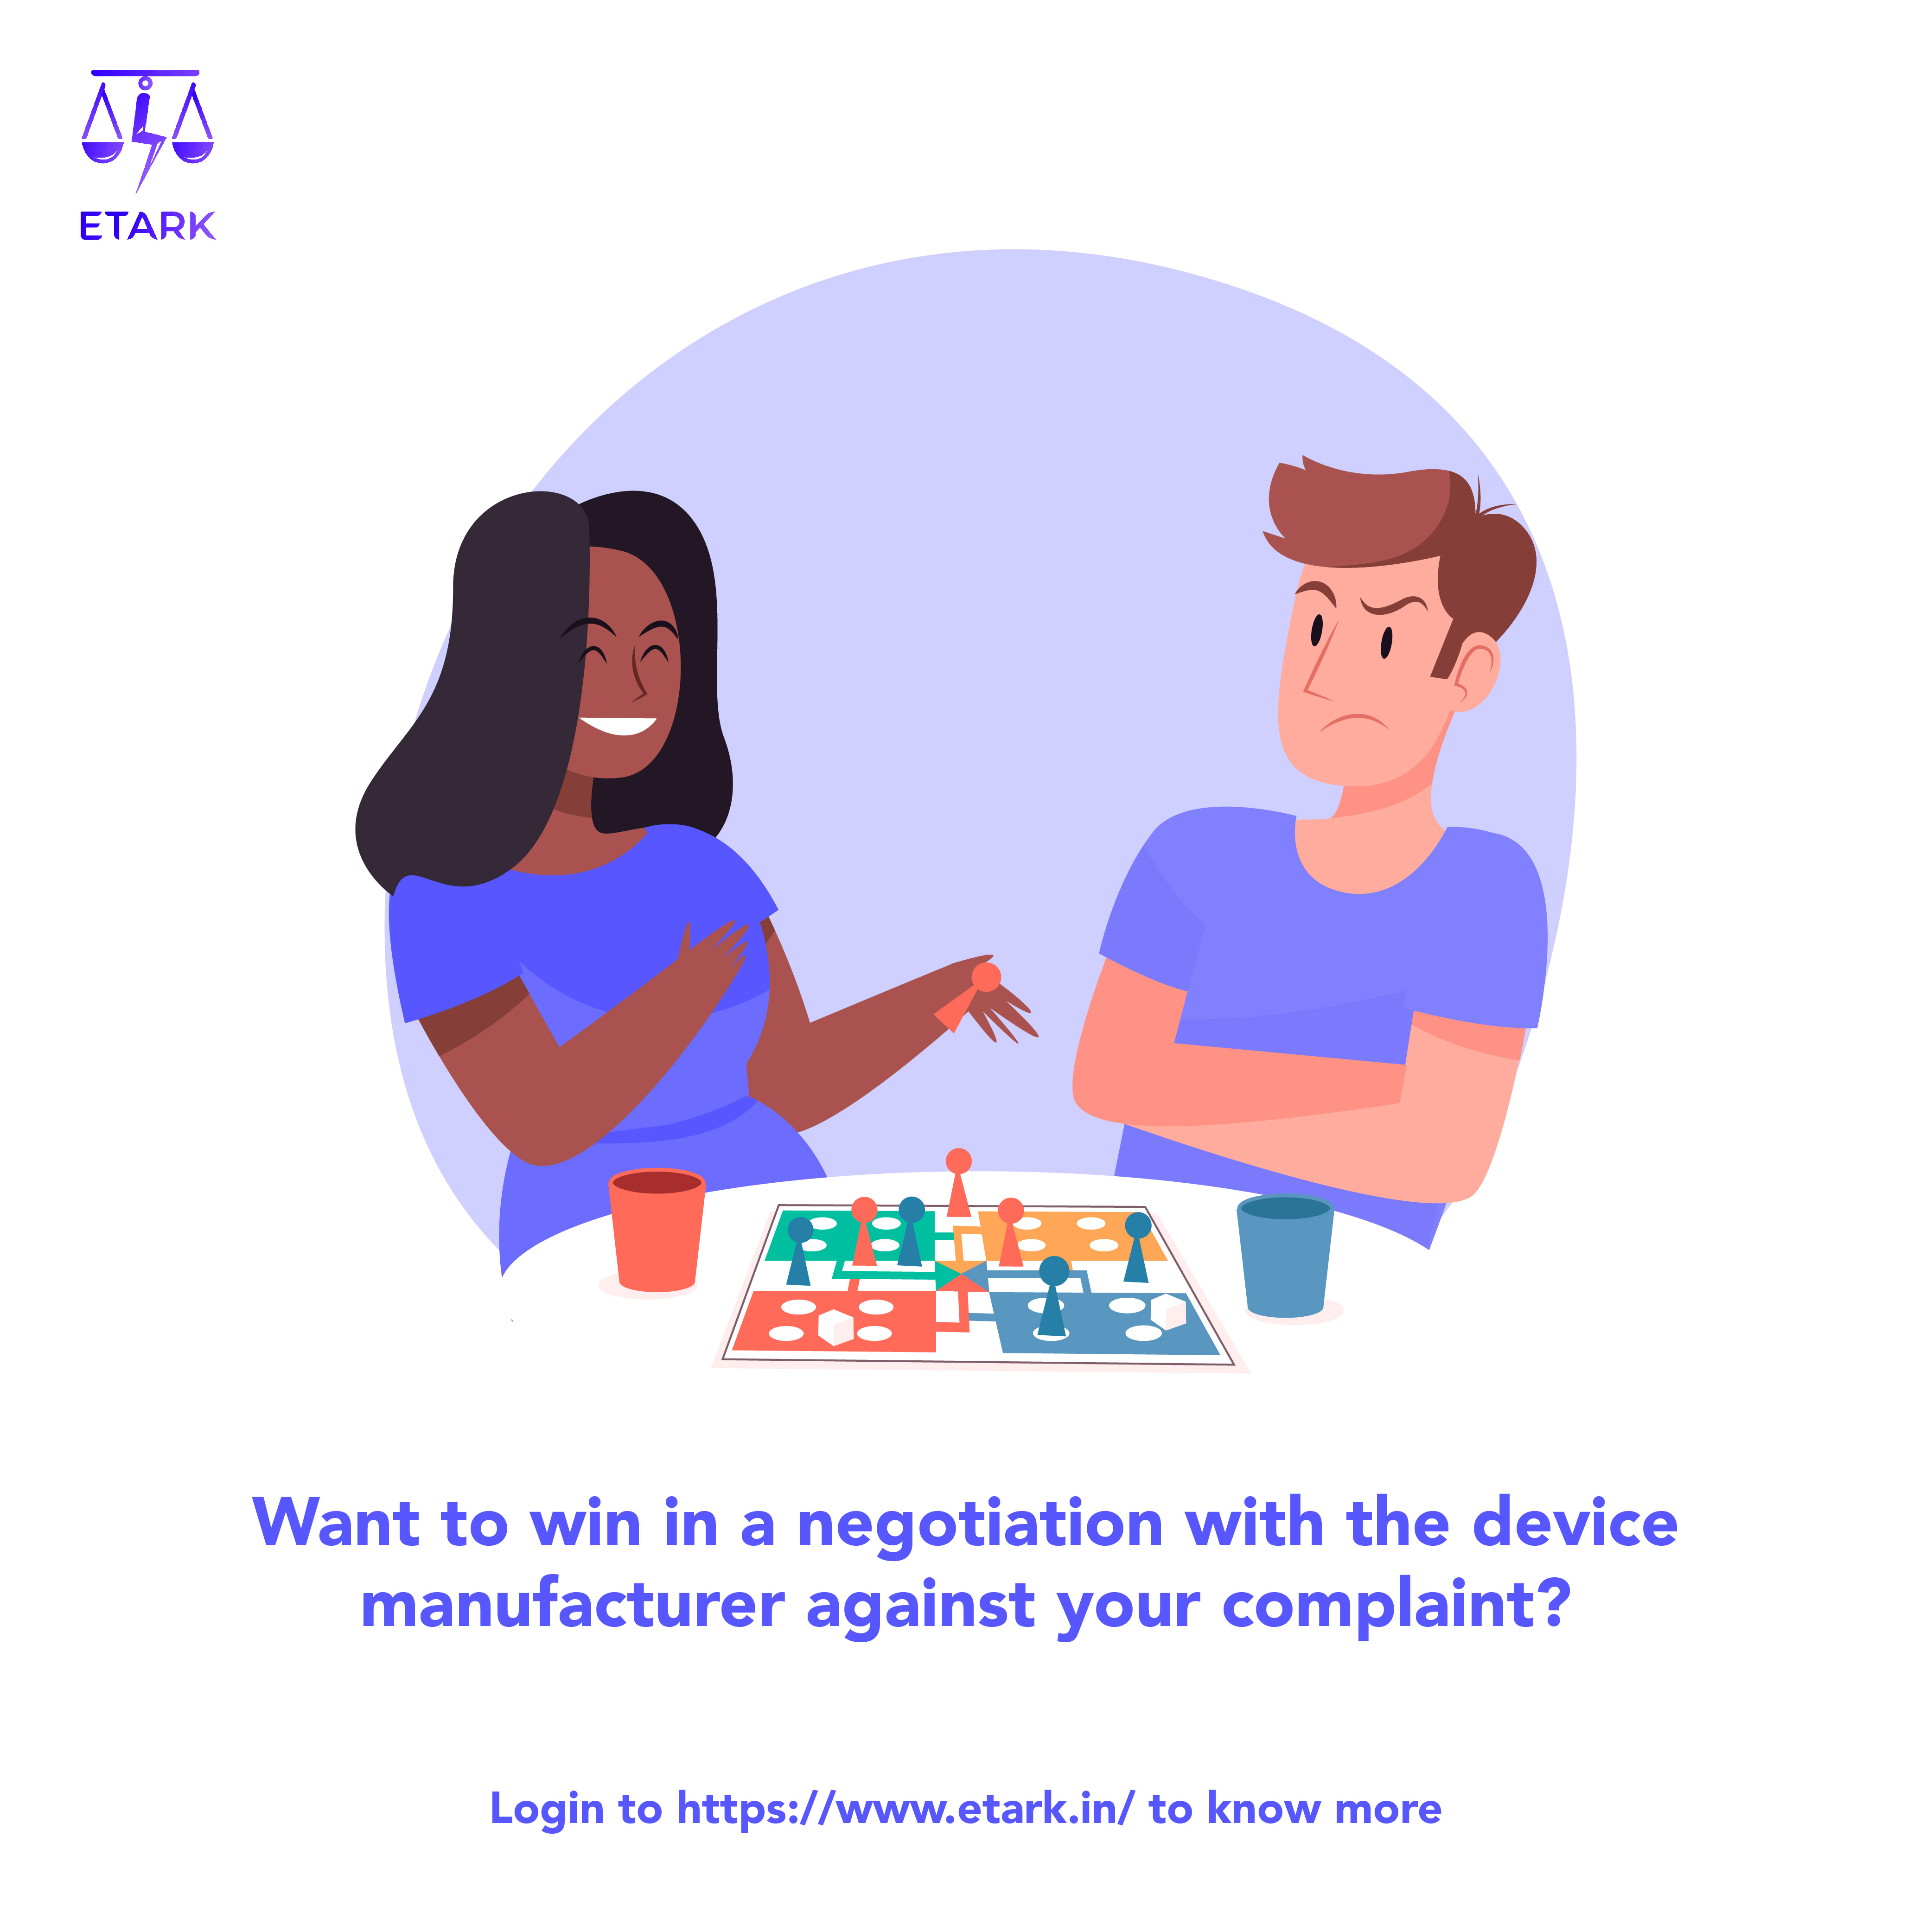 ETARK
Want to win in a negotiation with the device
manufacturer against your complaint?
Login to https://www.etark.in/ to know more